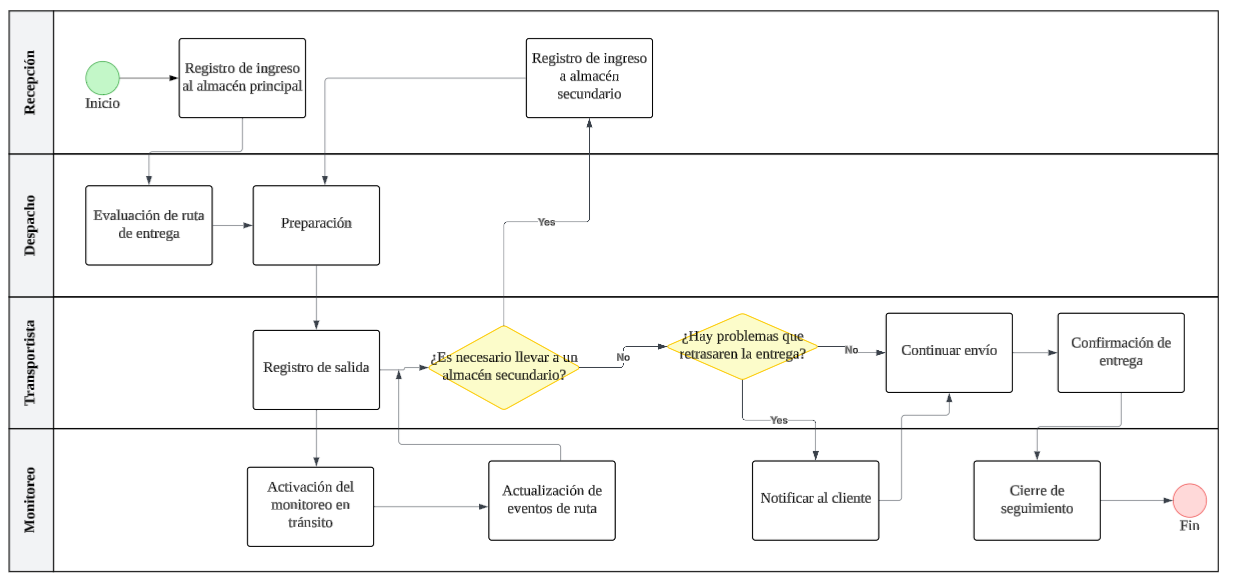 Recepción
Inicio
Registro de ingreso
al almacén principal
Registro de ingreso
a almacén
secundario
Despacho
Evaluación de ruta
de entrega
Preparación
Yes
Transportista
Registro de salida
¿Es necesario llevar a un
almacén secundario?
No
¿Hay problemas que
retrasaren la entrega?
No
Continuar envío
Confirmación de
entrega
Yes
Monitoreo
Activación del
monitoreo en
tránsito
Actualización de
eventos de ruta
Notificar al cliente
Cierre de
seguimiento
Fin